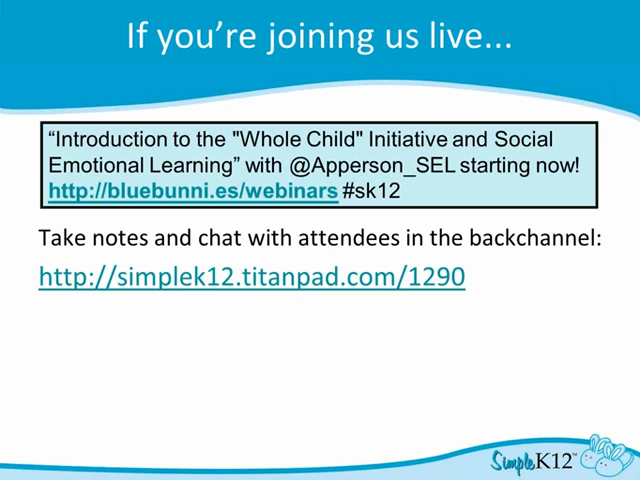 If you’re joining us live...
“Introduction to the "Whole Child" Initiative and Social
Emotional Learning” with @Apperson_SEL starting now!
http://bluebunni.es/webinars #sk12
Take notes and chat with attendees in the backchannel:
http://simplek12.titanpad.com/1290
SimpleK12™